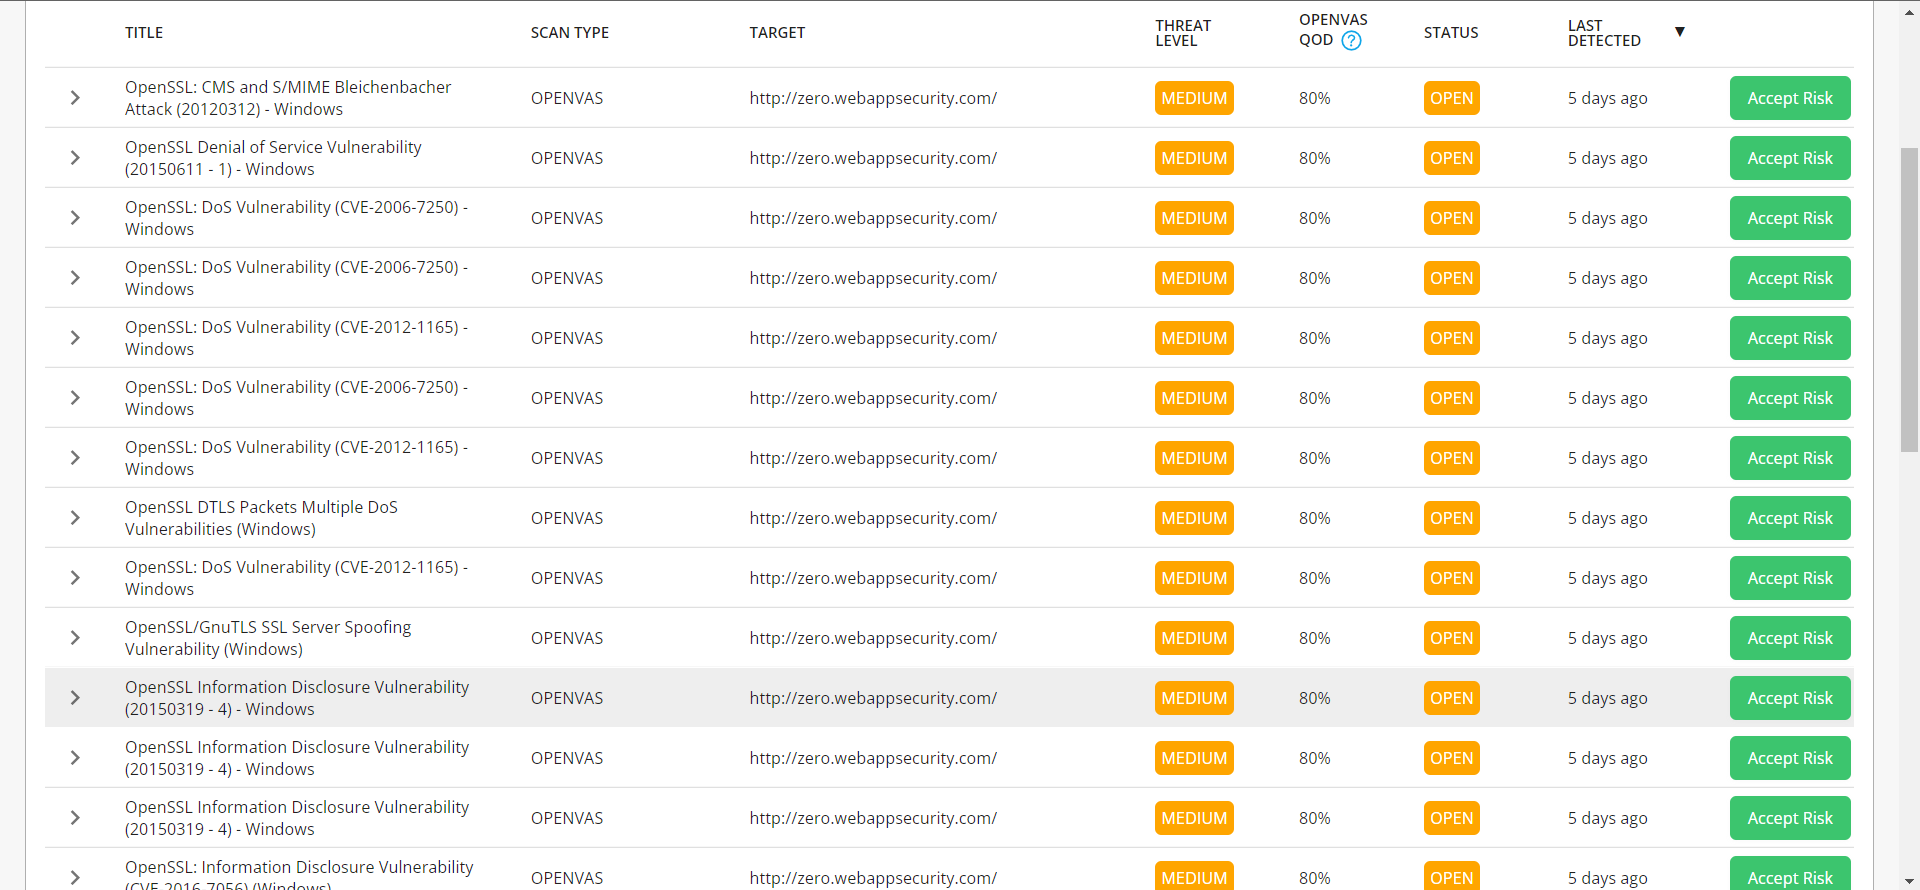 TITLE SCAN TYPE TARGET THREAT LEVEL OPENVAS QOD ? STATUS LAST DETECTED ▼
OpenSSL: CMS and S/MIME Bleichenbacher
Attack (20120312) - Windows OPENVAS http://zero.webappsecurity.com/ MEDIUM 80% OPEN 5 days ago Accept Risk
OpenSSL Denial of Service Vulnerability
(20150611 - 1) - Windows OPENVAS http://zero.webappsecurity.com/ MEDIUM 80% OPEN 5 days ago Accept Risk
OpenSSL: DoS Vulnerability (CVE-2006-7250) -
Windows OPENVAS http://zero.webappsecurity.com/ MEDIUM 80% OPEN 5 days ago Accept Risk
OpenSSL: DoS Vulnerability (CVE-2006-7250) -
Windows OPENVAS http://zero.webappsecurity.com/ MEDIUM 80% OPEN 5 days ago Accept Risk
OpenSSL: DoS Vulnerability (CVE-2012-1165) -
Windows OPENVAS http://zero.webappsecurity.com/ MEDIUM 80% OPEN 5 days ago Accept Risk
OpenSSL: DoS Vulnerability (CVE-2006-7250) -
Windows OPENVAS http://zero.webappsecurity.com/ MEDIUM 80% OPEN 5 days ago Accept Risk
OpenSSL: DoS Vulnerability (CVE-2012-1165) -
Windows OPENVAS http://zero.webappsecurity.com/ MEDIUM 80% OPEN 5 days ago Accept Risk
OpenSSL DTLS Packets Multiple DoS
Vulnerabilities (Windows) OPENVAS http://zero.webappsecurity.com/ MEDIUM 80% OPEN 5 days ago Accept Risk
OpenSSL: DoS Vulnerability (CVE-2012-1165) -
Windows OPENVAS http://zero.webappsecurity.com/ MEDIUM 80% OPEN 5 days ago Accept Risk
OpenSSL/GnuTLS SSL Server Spoofing
Vulnerability (Windows) OPENVAS http://zero.webappsecurity.com/ MEDIUM 80% OPEN 5 days ago Accept Risk
OpenSSL Information Disclosure Vulnerability
(20150319 - 4) - Windows OPENVAS http://zero.webappsecurity.com/ MEDIUM 80% OPEN 5 days ago Accept Risk
OpenSSL Information Disclosure Vulnerability
(20150319 - 4) - Windows OPENVAS http://zero.webappsecurity.com/ MEDIUM 80% OPEN 5 days ago Accept Risk
OpenSSL Information Disclosure Vulnerability
(20150319 - 4) - Windows OPENVAS http://zero.webappsecurity.com/ MEDIUM 80% OPEN 5 days ago Accept Risk
OpenSSL: Information Disclosure Vulnerability
(CVE-2016-7056) (Windows) OPENVAS http://zero.webappsecurity.com/ MEDIUM 80% OPEN 5 days ago Accept Risk